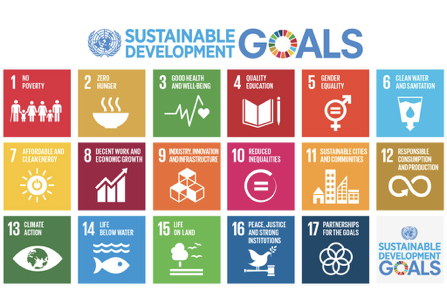 SUSTAINABLE
DEVELOPMENT
GOALS
1 NO
POVERTY
2 ZERO
HUNGER
3 GOOD HEALTH
AND WELL-BEING
4 QUALITY
EDUCATION
5 GENDER
EQUALITY
6 CLEAN WATER
AND SANITATION
7 AFFORDABLE AND
CLEAN ENERGY
8 DECENT WORK AND
ECONOMIC GROWTH
9 INDUSTRY, INNOVATION
AND INFRASTRUCTURE
10 REDUCED
INEQUALITIES
11 SUSTAINABLE CITIES
AND COMMUNITIES
12 RESPONSIBLE
CONSUMPTION
AND PRODUCTION
13 CLIMATE
ACTION
14 LIFE
BELOW WATER
15 LIFE
ON LAND
16 PEACE, JUSTICE
AND STRONG
INSTITUTIONS
17 PARTNERSHIPS
FOR THE GOALS
SUSTAINABLE
DEVELOPMENT
GOALS